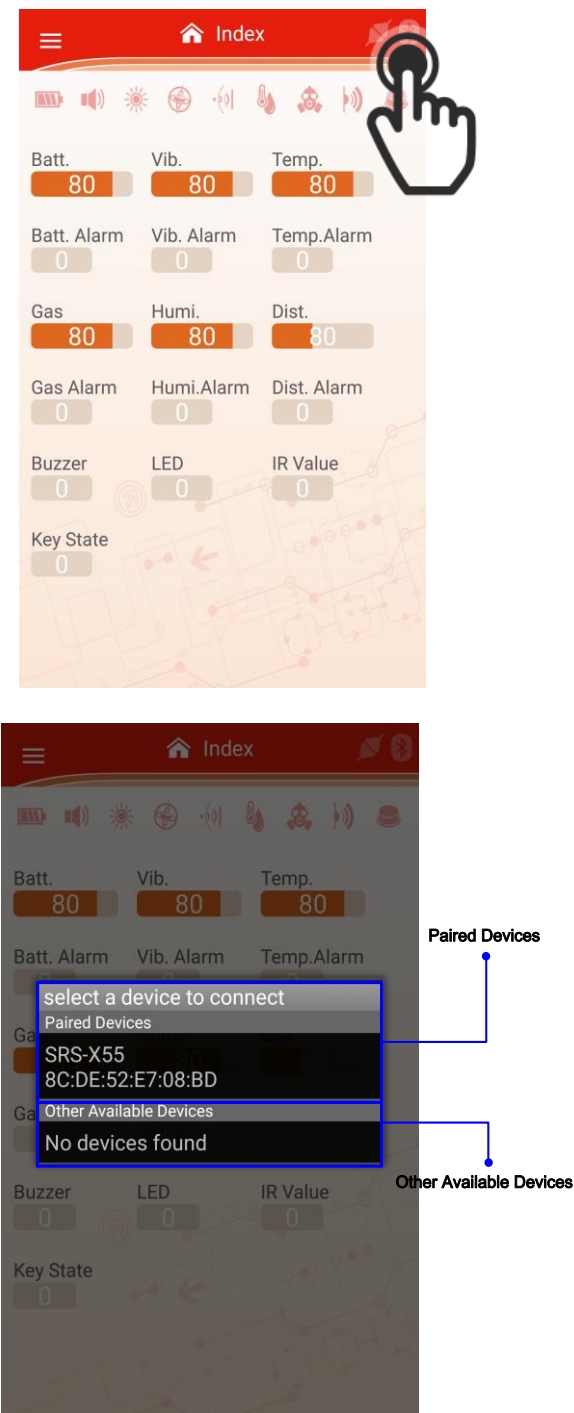 Index
Batt. Vib. Temp.
80 80 80
Batt. Alarm Vib. Alarm Temp.Alarm
0 0 0
Gas Humi. Dist.
80 80 80
Gas Alarm Humi.Alarm Dist. Alarm
0 0 0
Buzzer LED IR Value
0 0 0
Key State
0
Index
Batt. Vib. Temp.
80 80 80
Batt. Alarm Vib. Alarm Temp.Alarm
Paired Devices
select a device to connect
Paired Devices
SRS-X55
8C:DE:52:E7:08:BD
Other Available Devices
No devices found
Other Available Devices
Buzzer LED IR Value
0 0 0
Key State
0